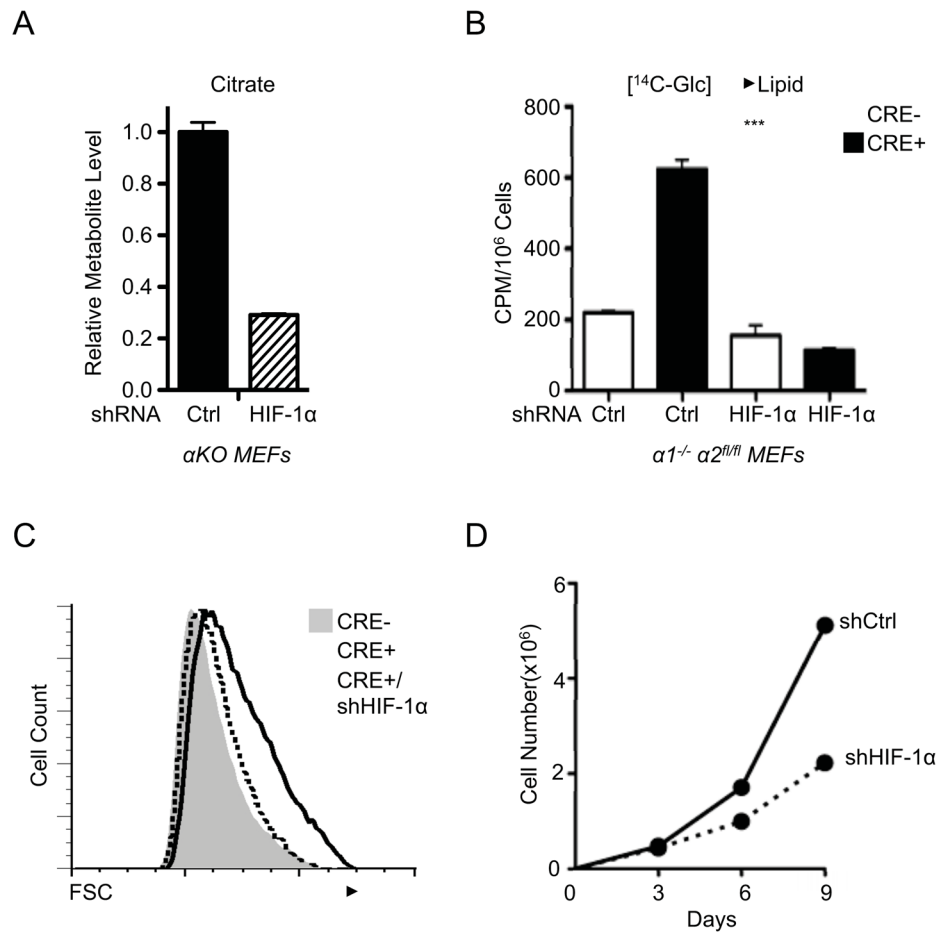 A
Citrate
Relative Metabolite Level
1.0
0.8
0.6
0.4
0.2
0.0
shRNA Ctrl HIF-1α
αKO MEFs
B
[¹⁴C-Glc] ►Lipid
***
CRE-
CRE+
CPM/10⁶ Cells
800
600
400
200
0
shRNA Ctrl Ctrl HIF-1α HIF-1α
α1⁻/⁻ α2ᶠˡ/ᶠˡ MEFs
C
CRE-
CRE+
CRE+/
shHIF-1α
Cell Count
FSC ►
D
Cell Number(x10⁶)
6
4
2
0
shCtrl
shHIF-1α
0 3 6 9
Days